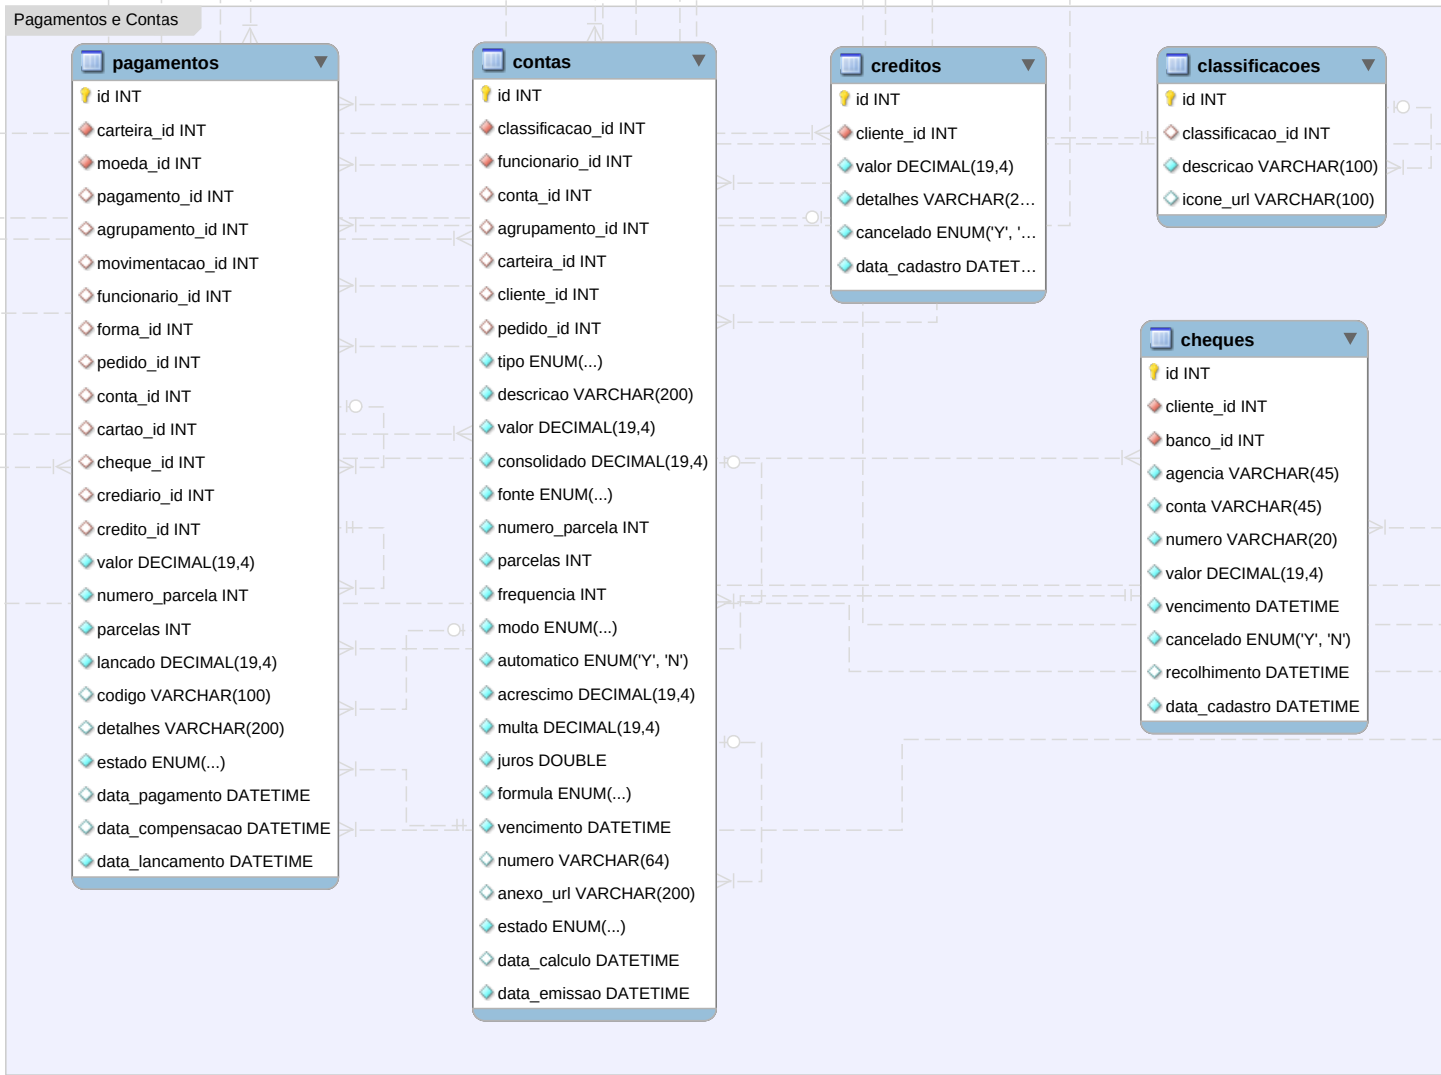 Pagamentos e Contas
pagamentos
id INT
carteira_id INT
moeda_id INT
pagamento_id INT
agrupamento_id INT
movimentacao_id INT
funcionario_id INT
forma_id INT
pedido_id INT
conta_id INT
cartao_id INT
cheque_id INT
crediario_id INT
credito_id INT
valor DECIMAL(19,4)
numero_parcela INT
parcelas INT
lancado DECIMAL(19,4)
codigo VARCHAR(100)
detalhes VARCHAR(200)
estado ENUM(...)
data_pagamento DATETIME
data_compensacao DATETIME
data_lancamento DATETIME
contas
id INT
classificacao_id INT
funcionario_id INT
conta_id INT
agrupamento_id INT
carteira_id INT
cliente_id INT
pedido_id INT
tipo ENUM(...)
descricao VARCHAR(200)
valor DECIMAL(19,4)
consolidado DECIMAL(19,4)
fonte ENUM(...)
numero_parcela INT
parcelas INT
frequencia INT
modo ENUM(...)
automatico ENUM('Y', 'N')
acrescimo DECIMAL(19,4)
multa DECIMAL(19,4)
juros DOUBLE
formula ENUM(...)
vencimento DATETIME
numero VARCHAR(64)
anexo_url VARCHAR(200)
estado ENUM(...)
data_calculo DATETIME
data_emissao DATETIME
creditos
id INT
cliente_id INT
valor DECIMAL(19,4)
detalhes VARCHAR(2...
cancelado ENUM('Y', '...
data_cadastro DATET...
classificacoes
id INT
classificacao_id INT
descricao VARCHAR(100)
icone_url VARCHAR(100)
cheques
id INT
cliente_id INT
banco_id INT
agencia VARCHAR(45)
conta VARCHAR(45)
numero VARCHAR(20)
valor DECIMAL(19,4)
vencimento DATETIME
cancelado ENUM('Y', 'N')
recolhimento DATETIME
data_cadastro DATETIME